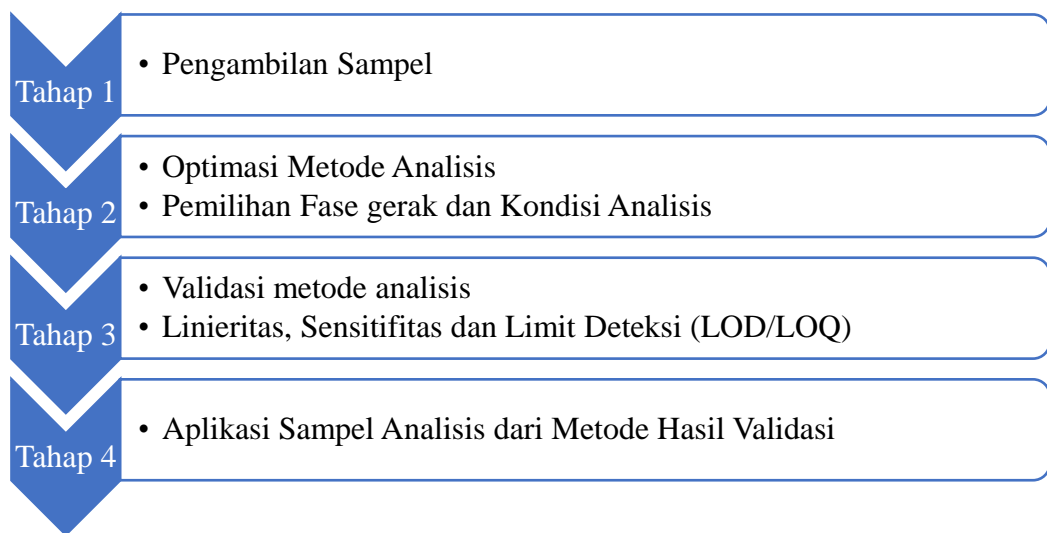 Tahap 1
• Pengambilan Sampel
Tahap 2
• Optimasi Metode Analisis
• Pemilihan Fase gerak dan Kondisi Analisis
Tahap 3
• Validasi metode analisis
• Linieritas, Sensitifitas dan Limit Deteksi (LOD/LOQ)
Tahap 4
• Aplikasi Sampel Analisis dari Metode Hasil Validasi